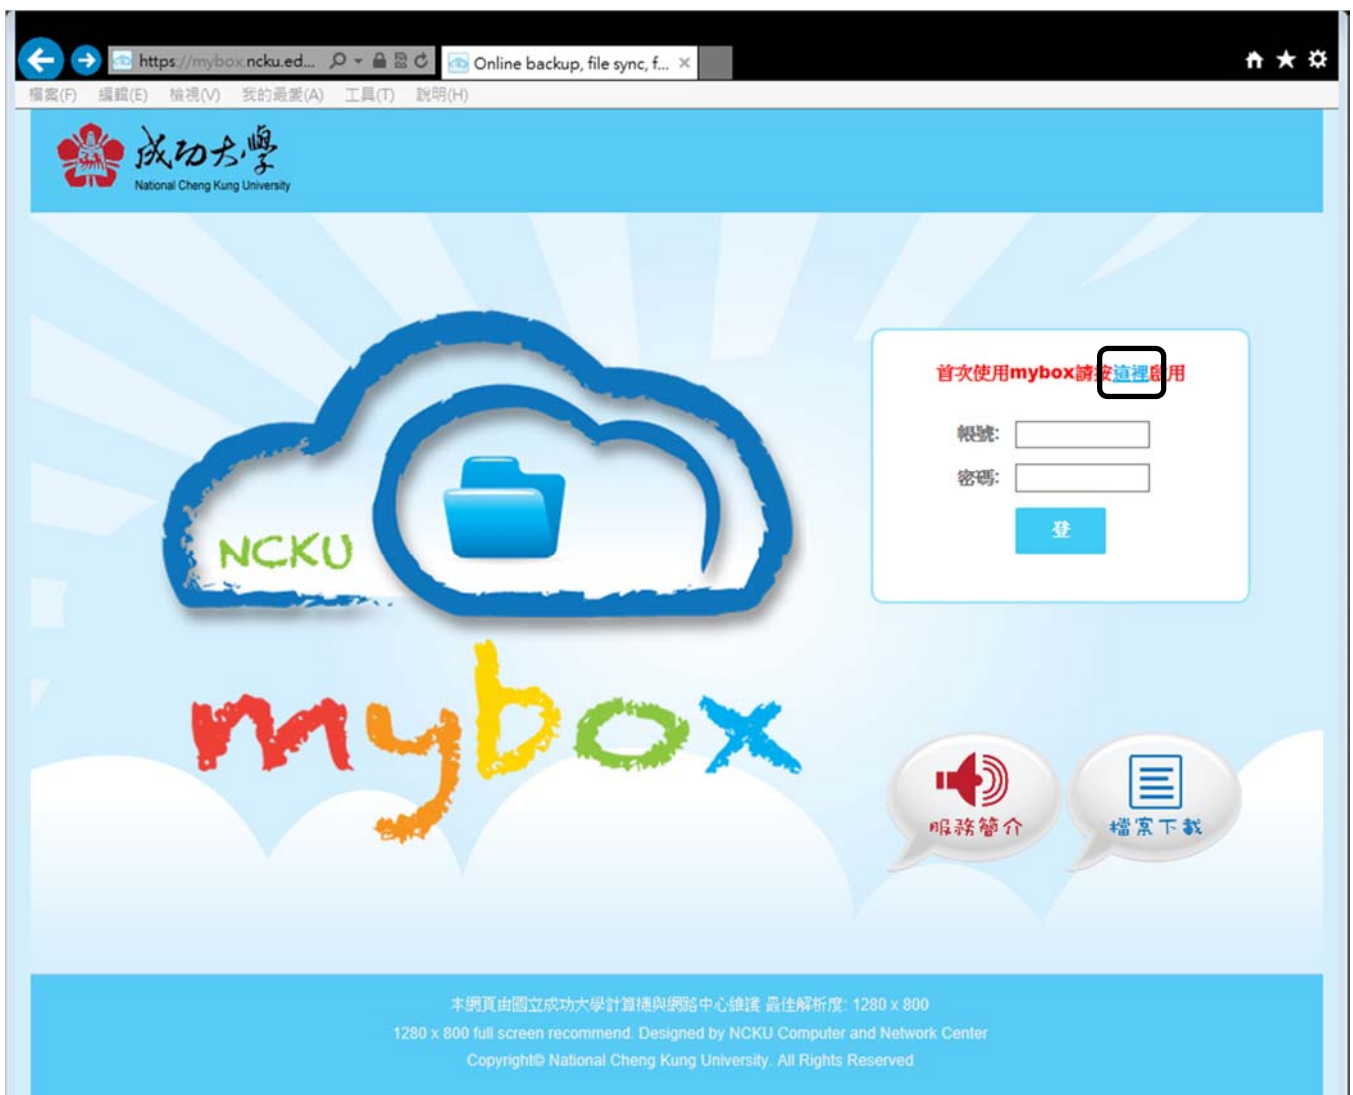 https://mybox.ncku.ed...
Online backup, file sync, f...
檔案(F) 編輯(E) 檢視(V) 我的最愛(A) 工具(T) 說明(H)
成功大學
National Cheng Kung University
首次使用mybox請按這裡啟用
帳號:
密碼:
登
NCKU
mybox
服務簡介
檔案下載
本網頁由國立成功大學計算機與網路中心維護 最佳解析度: 1280 x 800
1280 x 800 full screen recommend. Designed by NCKU Computer and Network Center
Copyright© National Cheng Kung University. All Rights Reserved